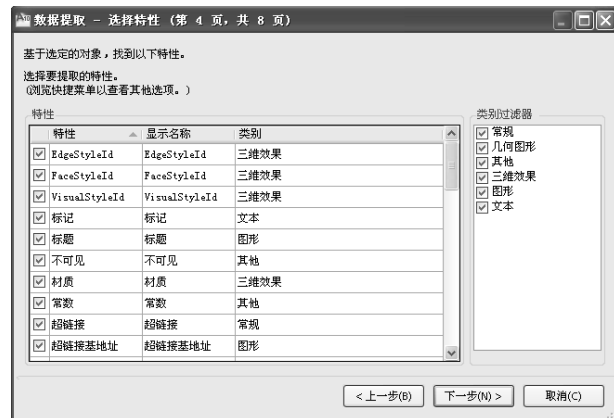 数据提取 - 选择特性 (第 4 页, 共 8 页)
基于选定的对象，找到以下特性。
选择要提取的特性。
(浏览快捷菜单以查看其他选项。)
特性
类别过滤器
特性 显示名称 类别
EdgeStyleId EdgeStyleId 三维效果
FaceStyleId FaceStyleId 三维效果
VisualStyleId VisualStyleId 三维效果
标记 标记 文本
标题 标题 图形
不可见 不可见 其他
材质 材质 三维效果
常数 常数 其他
超链接 超链接 常规
超链接基地址 超链接基地址 图形
常规
几何图形
其他
三维效果
图形
文本
< 上一步(B) 下一步(N) > 取消(C)